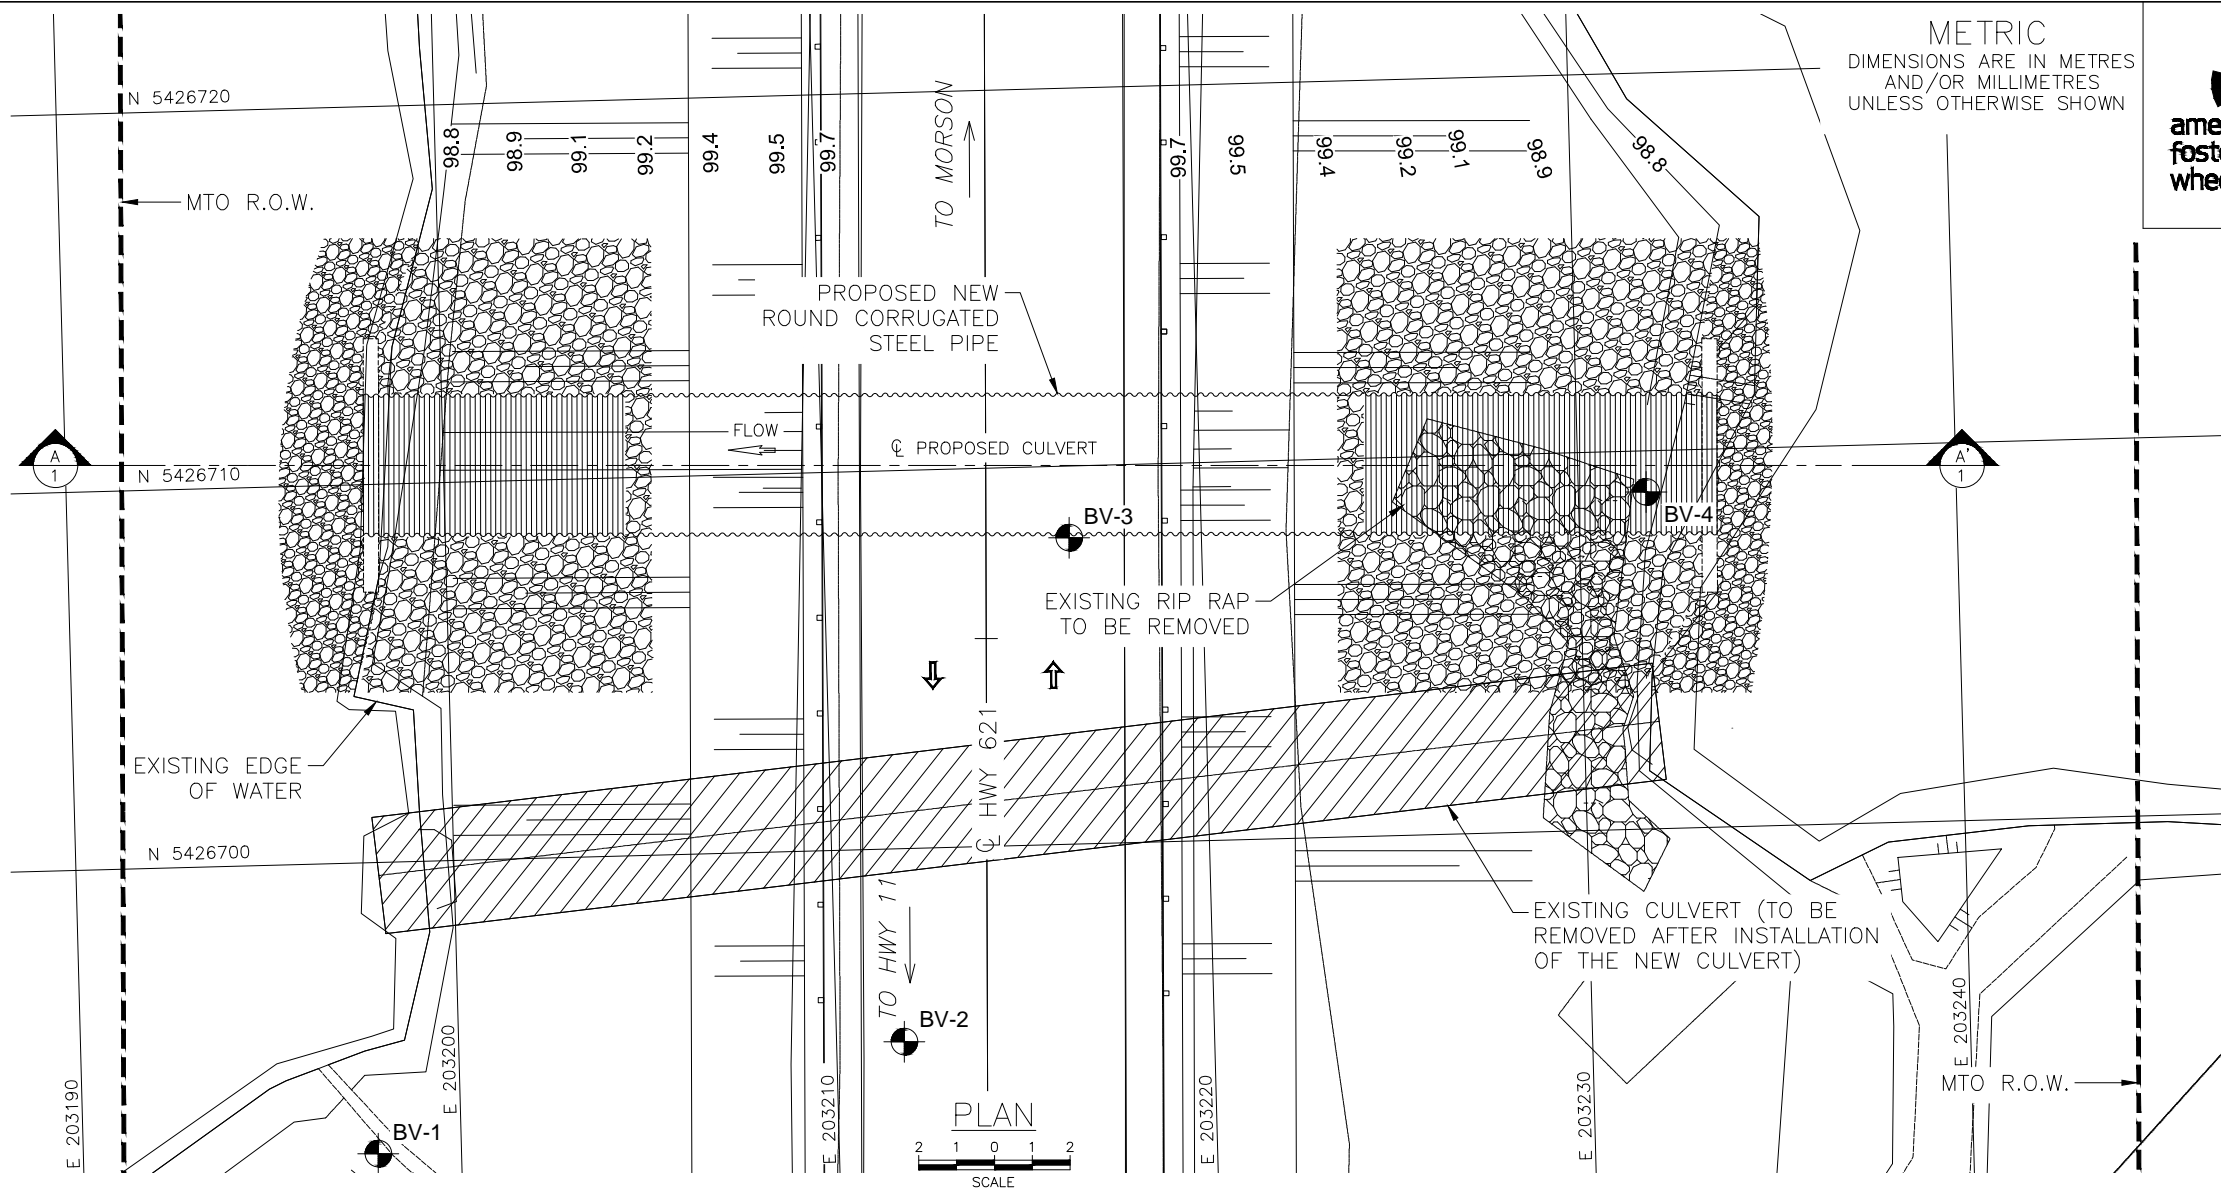 METRIC
DIMENSIONS ARE IN METRES
AND/OR MILLIMETRES
UNLESS OTHERWISE SHOWN
N 5426720
TO MORSON
98.8
98.9
99.1
99.2
99.4
99.5
99.7
99.7
99.5
99.4
99.2
99.1
98.9
98.8
MTO R.O.W.
PROPOSED NEW
ROUND CORRUGATED
STEEL PIPE
FLOW
℄ PROPOSED CULVERT
A
1
N 5426710
A'
1
BV-3
BV-4
EXISTING RIP RAP
TO BE REMOVED
℄ HWY 621
EXISTING EDGE
OF WATER
N 5426700
TO HWY 11
EXISTING CULVERT (TO BE
REMOVED AFTER INSTALLATION
OF THE NEW CULVERT)
BV-2
E 203190
E 203200
E 203210
E 203220
E 203230
E 203240
MTO R.O.W.
BV-1
PLAN
2 1 0 1 2
SCALE